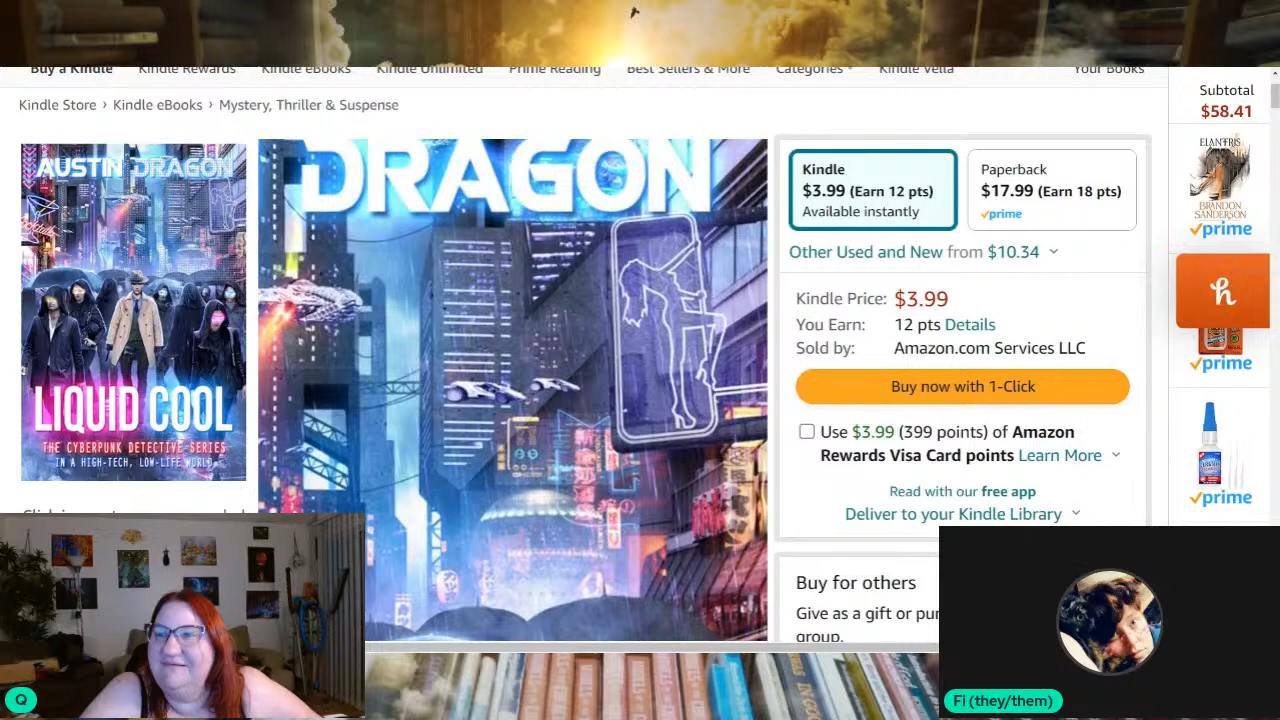 Buy a Kindle Kindle Rewards Kindle eBooks Kindle Unlimited Prime Reading Best Sellers & More Categories Kindle Vella Your Books
Kindle Store › Kindle eBooks › Mystery, Thriller & Suspense
AUSTIN DRAGON
LIQUID COOL
THE CYBERPUNK DETECTIVE SERIES
IN A HIGH-TECH, LOW-LIFE WORLD
DRAGON
Kindle
$3.99 (Earn 12 pts)
Available instantly
Paperback
$17.99 (Earn 18 pts)
prime
Other Used and New from $10.34
Kindle Price: $3.99
You Earn: 12 pts Details
Sold by: Amazon.com Services LLC
Buy now with 1-Click
Use $3.99 (399 points) of Amazon
Rewards Visa Card points Learn More
Read with our free app
Deliver to your Kindle Library
Buy for others
Give as a gift or pur
group.
Subtotal
$58.41
ELANTRIS
BRANDON
SANDERSON
prime
h
prime
prime
Q
Fi (they/them)